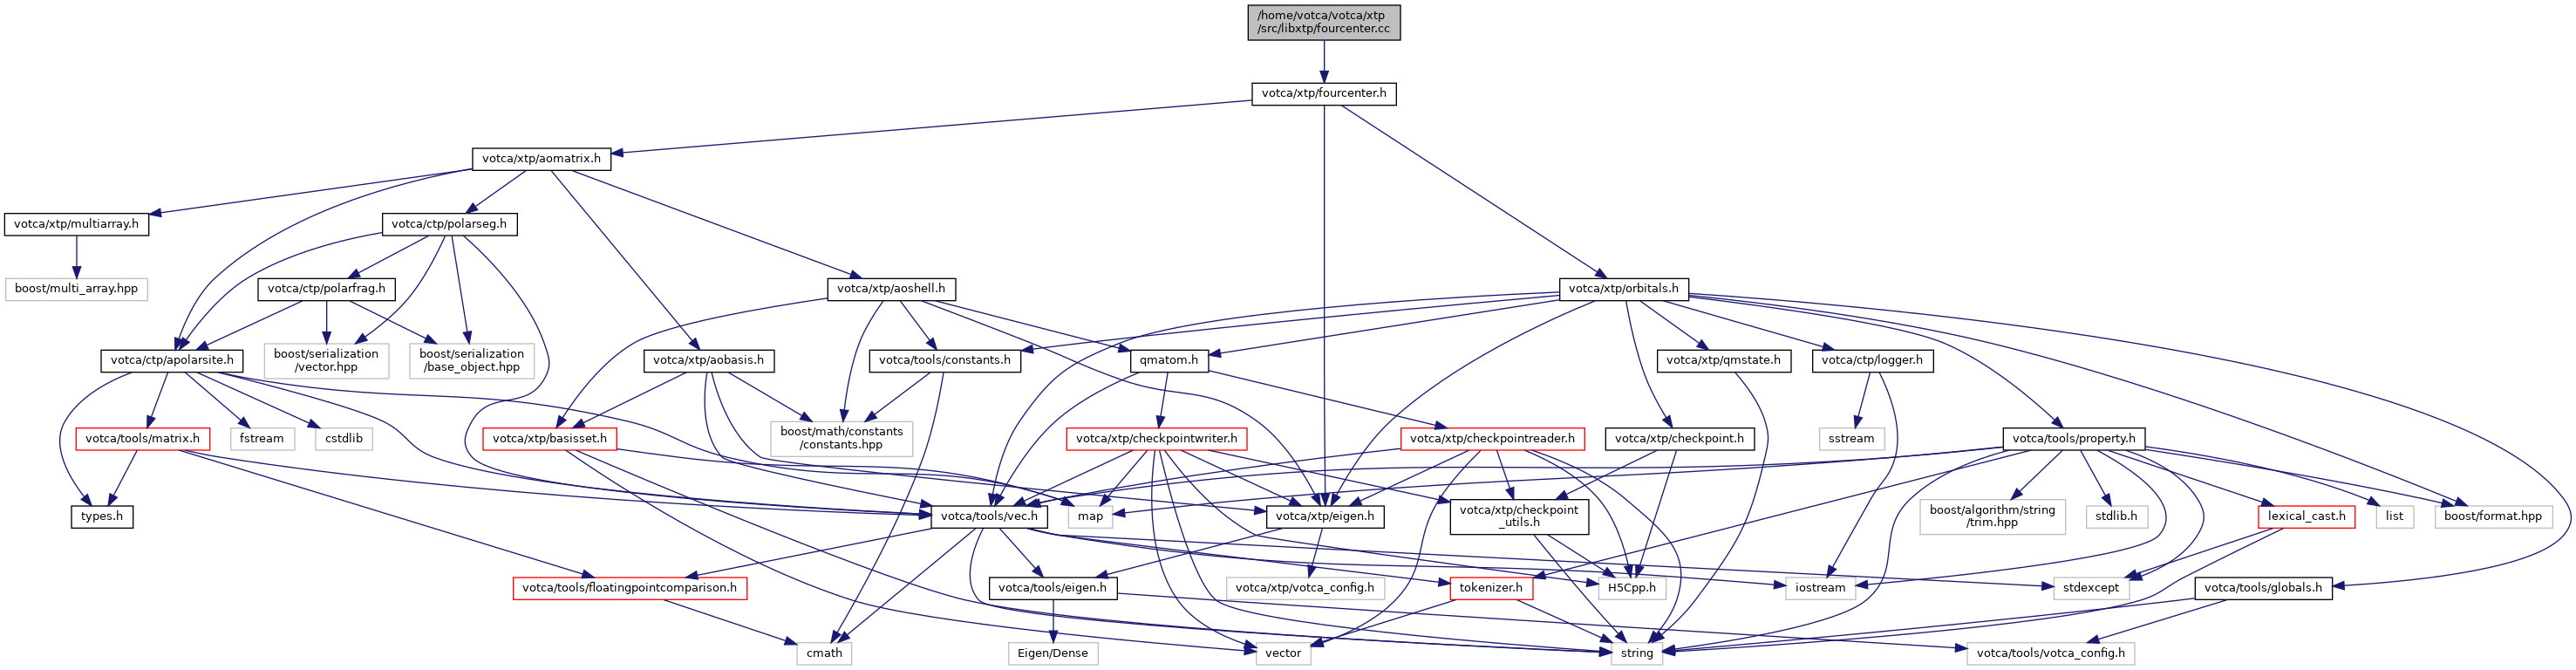 /home/votca/votca/xtp
/src/libxtp/fourcenter.cc
votca/xtp/fourcenter.h
votca/xtp/aomatrix.h
votca/xtp/multiarray.h
votca/ctp/polarseg.h
boost/multi_array.hpp
votca/ctp/polarfrag.h
votca/xtp/aoshell.h
votca/xtp/orbitals.h
votca/ctp/apolarsite.h
boost/serialization
/vector.hpp
boost/serialization
/base_object.hpp
votca/xtp/aobasis.h
votca/tools/constants.h
qmatom.h
votca/xtp/qmstate.h
votca/ctp/logger.h
votca/tools/matrix.h
fstream
cstdlib
votca/xtp/basisset.h
boost/math/constants
/constants.hpp
votca/xtp/checkpointwriter.h
votca/xtp/checkpointreader.h
votca/xtp/checkpoint.h
sstream
votca/tools/property.h
types.h
votca/tools/vec.h
map
votca/xtp/eigen.h
votca/xtp/checkpoint
_utils.h
boost/algorithm/string
/trim.hpp
stdlib.h
lexical_cast.h
list
boost/format.hpp
votca/tools/floatingpointcomparison.h
votca/tools/eigen.h
votca/xtp/votca_config.h
tokenizer.h
H5Cpp.h
iostream
stdexcept
votca/tools/globals.h
cmath
Eigen/Dense
vector
string
votca/tools/votca_config.h